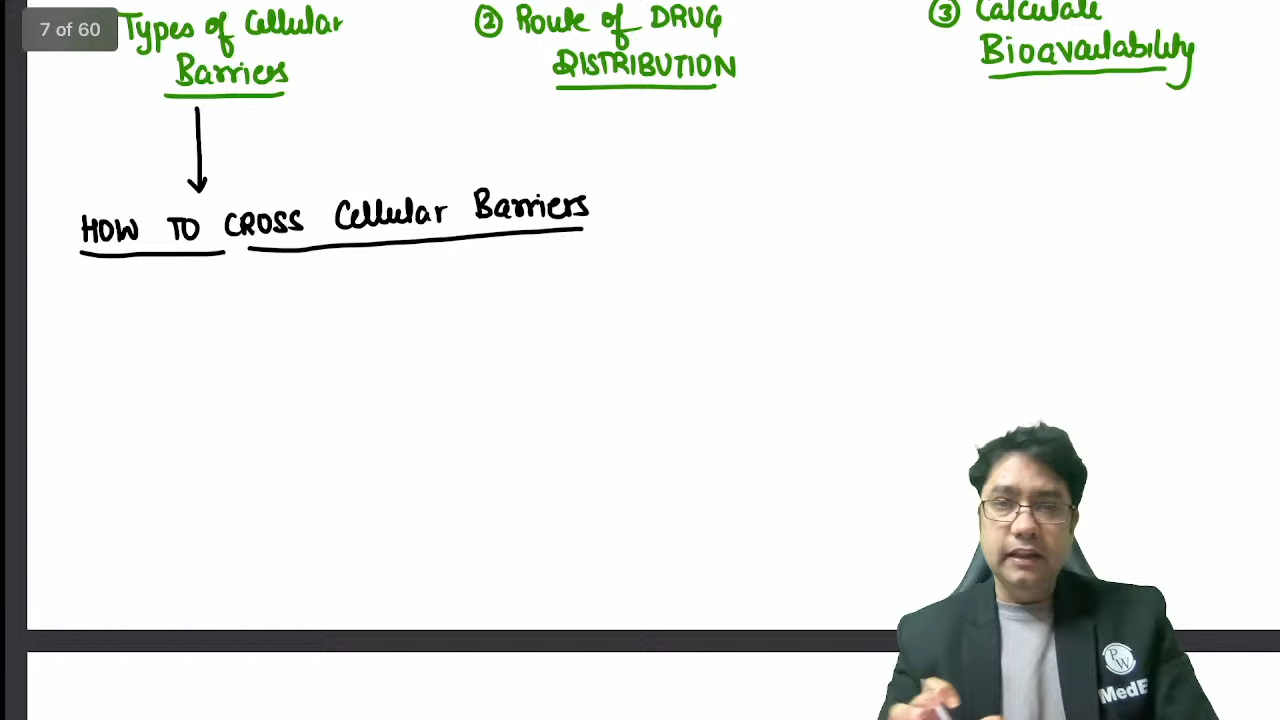 7 of 60
Types of Cellular
Barriers
② Route of DRUG
DISTRIBUTION
③ Calculate
Bioavailability
HOW TO CROSS Cellular Barriers
PW
MedE